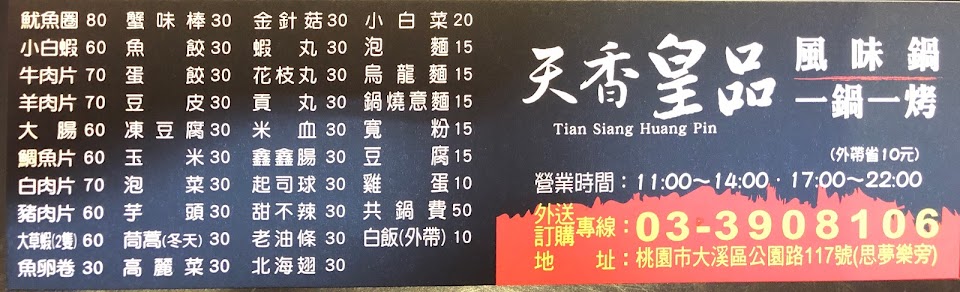 魷魚圈 80 蟹味棒 30 金針菇 30 小白菜 20
小白蝦 60 魚餃 30 蝦丸 30 泡麵 15
牛肉片 70 蛋餃 30 花枝丸 30 烏龍麵 15
羊肉片 70 豆皮 30 貢丸 30 鍋燒意麵 15
大腸 60 凍豆腐 30 米血 30 寬粉 15
鯛魚片 60 玉米 30 鑫鑫腸 30 豆腐 15
白肉片 70 泡菜 30 起司球 30 雞蛋 10
豬肉片 70 芋頭 30 甜不辣 30 共鍋費 50
大草蝦(2隻) 60 茼萵(冬天) 30 老油條 30 白飯(外帶) 10
魚卵卷 30 高麗菜 30 北海翅 30
天香皇品
Tian Siang Huang Pin
風味鍋
一鍋一烤
(外帶省10元)
營業時間：11:00～14:00‧17:00～22:00
外送訂購專線：03-3908106
地址：桃園市大溪區公園路117號(思夢樂旁)